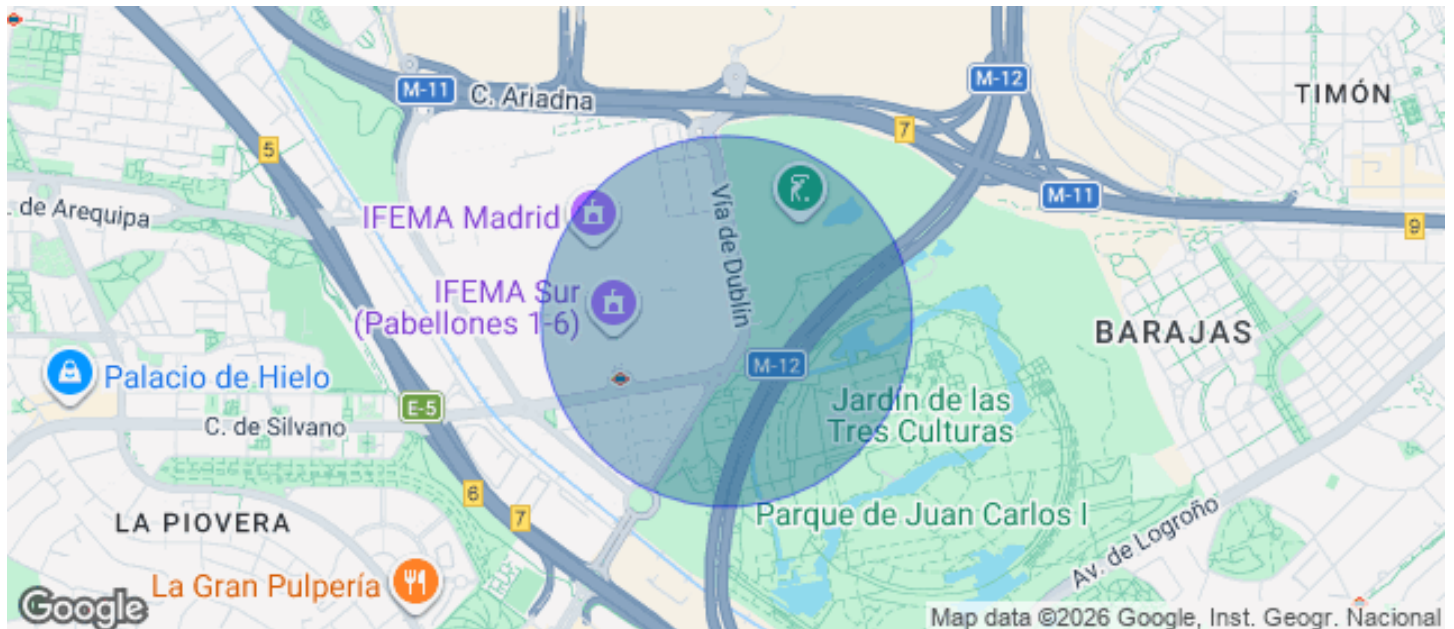 M-12
M-11
C. Ariadna
TIMÓN
7
5
M-11
. de Arequipa
IFEMA Madrid
Vía de Dublín
9
IFEMA Sur
(Pabellones 1-6)
BARAJAS
M-12
Palacio de Hielo
E-5
Jardín de las
Tres Culturas
C. de Silvano
6
7
Parque de Juan Carlos I
LA PIOVERA
Av. de Logroño
La Gran Pulpería
Google
Map data ©2026 Google, Inst. Geogr. Nacional